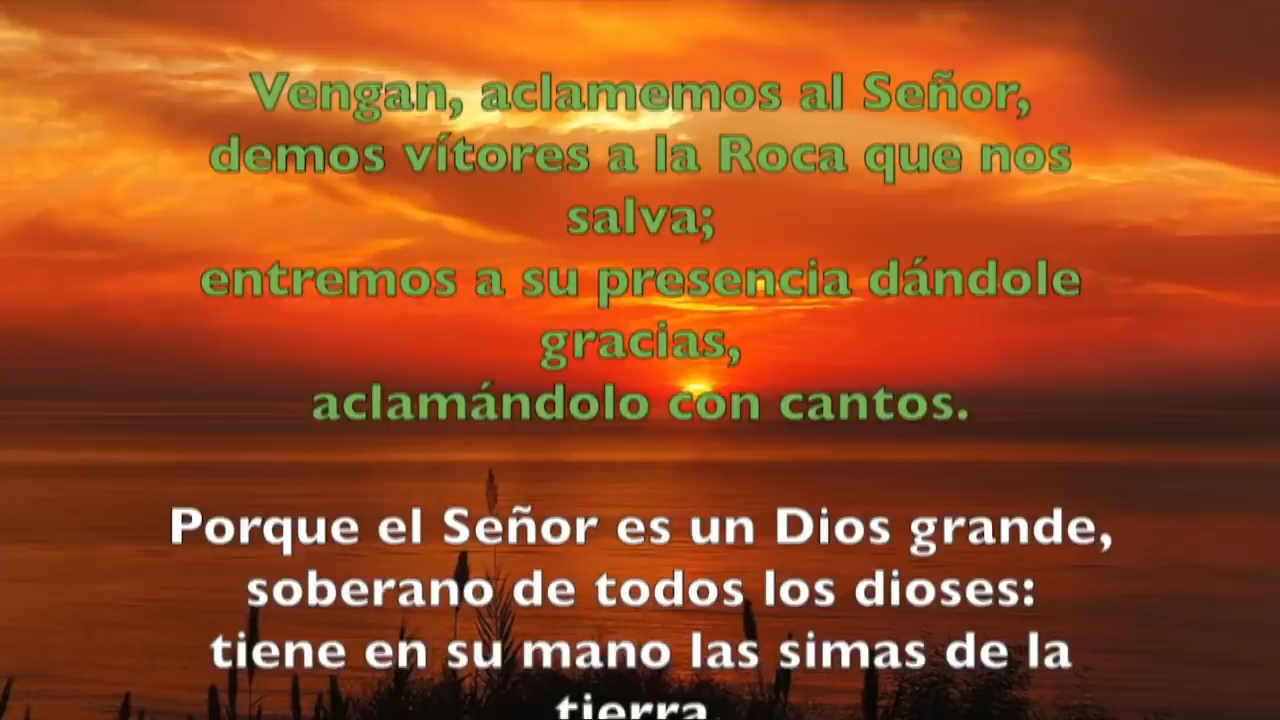 Vengan, aclamemos al Señor,
demos vítores a la Roca que nos
salva;
entremos a su presencia dándole
gracias,
aclamándolo con cantos.
Porque el Señor es un Dios grande,
soberano de todos los dioses:
tiene en su mano las simas de la
tierra,